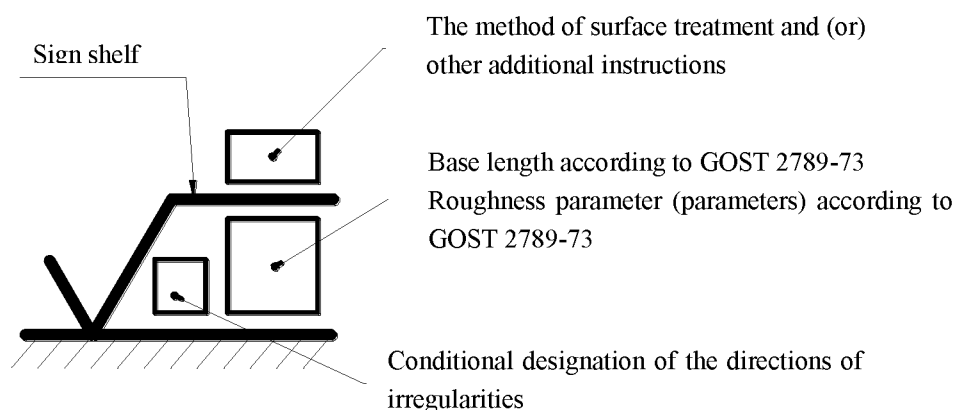 The method of surface treatment and (or)
other additional instructions
Sign shelf
Base length according to GOST 2789-73
Roughness parameter (parameters) according to
GOST 2789-73
Conditional designation of the directions of
irregularities